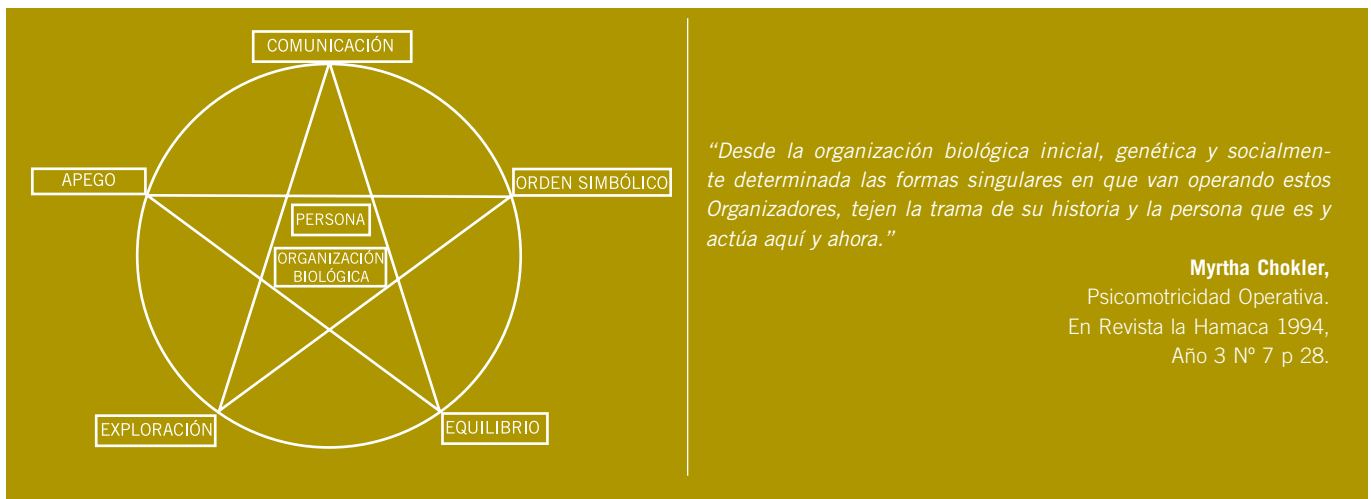 COMUNICACIÓN
APEGO
ORDEN SIMBÓLICO
PERSONA
ORGANIZACIÓN
BIOLÓGICA
EXPLORACIÓN
EQUILIBRIO
“Desde la organización biológica inicial, genética y socialmen-
te determinada las formas singulares en que van operando estos
Organizadores, tejen la trama de su historia y la persona que es y
actúa aquí y ahora.”
Myrtha Chokler,
Psicomotricidad Operativa.
En Revista la Hamaca 1994,
Año 3 Nº 7 p 28.